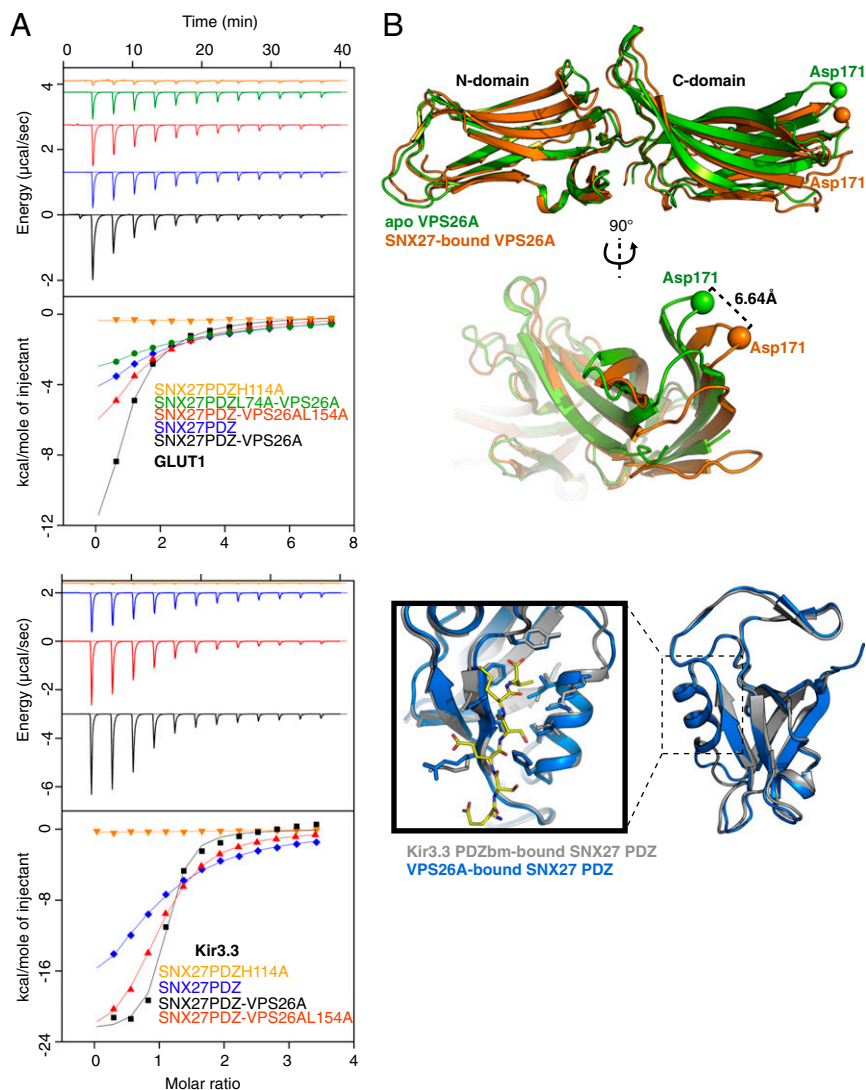 A
Time (min)
0 10 20 30 40
4
2
0
-2
Energy (µcal/sec)
0
4
-8
-12
kcal/mole of injectant
SNX27PDZH114A
SNX27PDZL74A-VPS26A
SNX27PDZ-VPS26AL154A
SNX27PDZ
SNX27PDZ-VPS26A
GLUT1
0 2 4 6 8
2
0
-2
-4
-6
Energy (µcal/sec)
0
-8
-16
-24
kcal/mole of injectant
Kir3.3
SNX27PDZH114A
SNX27PDZ
SNX27PDZ-VPS26A
SNX27PDZ-VPS26AL154A
0 1 2 3 4
Molar ratio
B
N-domain
C-domain
Asp171
Asp171
apo VPS26A
SNX27-bound VPS26A
90°
Asp171
6.64Å
Asp171
Kir3.3 PDZbm-bound SNX27 PDZ
VPS26A-bound SNX27 PDZ